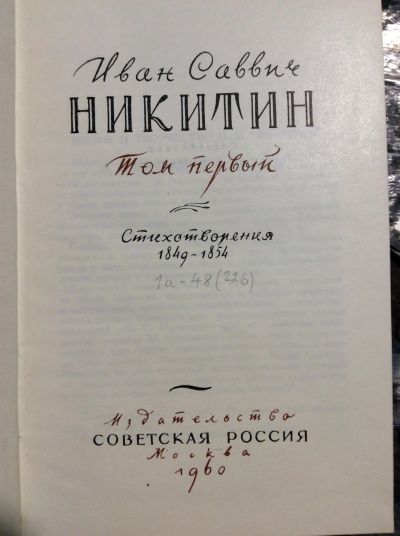 Иван Саввич
НИКИТИН
Том первый
Стихотворения
1849-1854
1а-48(226)
Издательство
СОВЕТСКАЯ РОССИЯ
Москва
1960